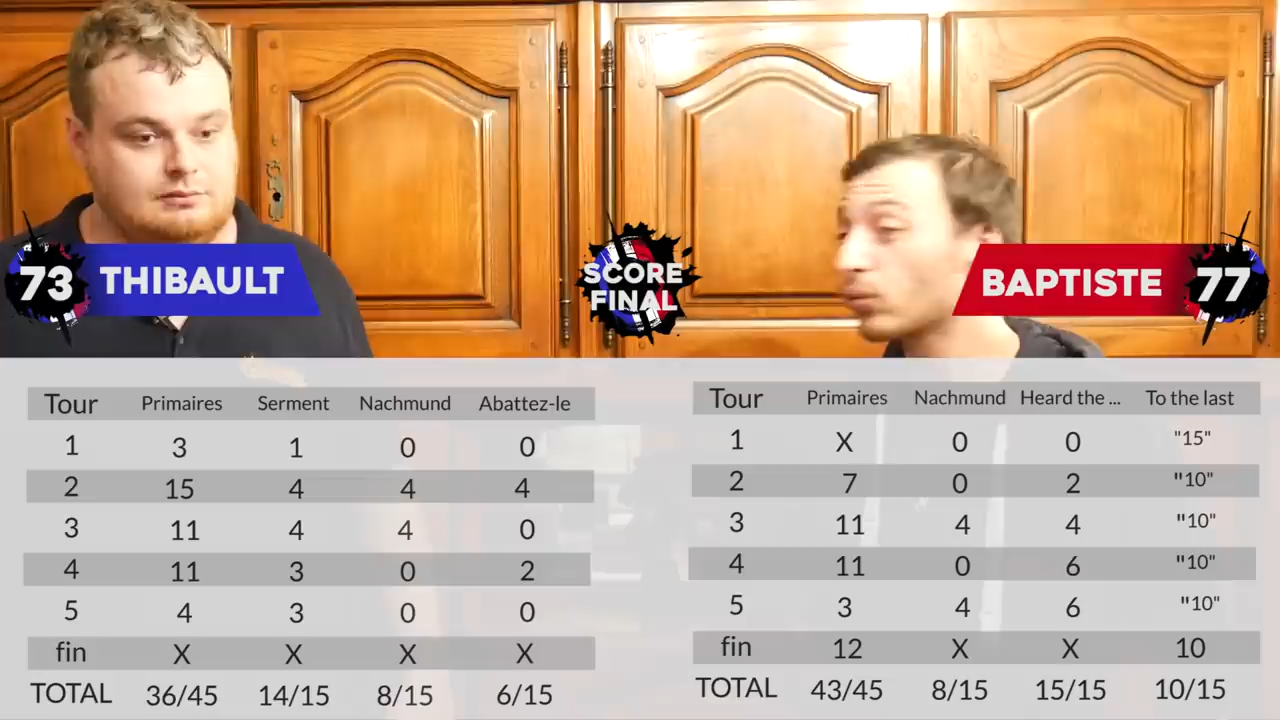 73 THIBAULT
SCORE
FINAL
BAPTISTE 77
Tour Primaires Serment Nachmund Abattez-le
1 3 1 0 0
2 15 4 4 4
3 11 4 4 0
4 11 3 0 2
5 4 3 0 0
fin X X X X
TOTAL 36/45 14/15 8/15 6/15
Tour Primaires Nachmund Heard the ... To the last
1 X 0 0 "15"
2 7 0 2 "10"
3 11 4 4 "10"
4 11 0 6 "10"
5 3 4 6 "10"
fin 12 X X 10
TOTAL 43/45 8/15 15/15 10/15